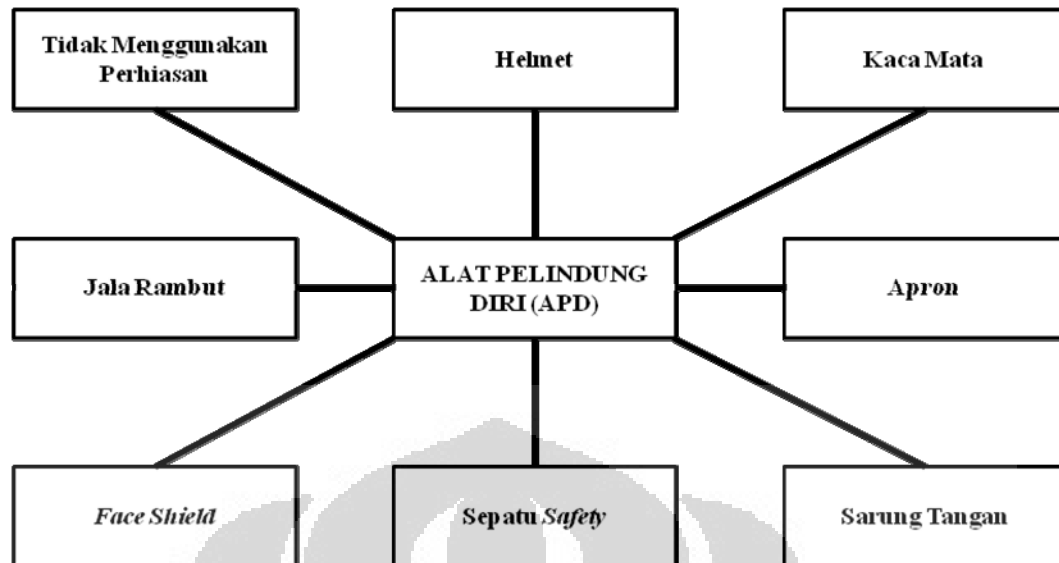 Tidak Menggunakan
Perhiasan
Helmet
Kaca Mata
Jala Rambut
ALAT PELINDUNG
DIRI (APD)
Apron
Face Shield
Sepatu Safety
Sarung Tangan